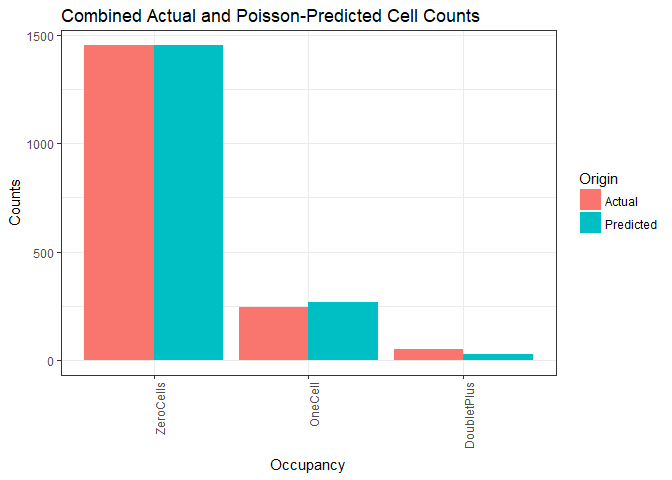 Combined Actual and Poisson-Predicted Cell Counts
1500
1000
500
0
Counts
ZeroCells
OneCell
DoubletPlus
Occupancy
Origin
Actual
Predicted